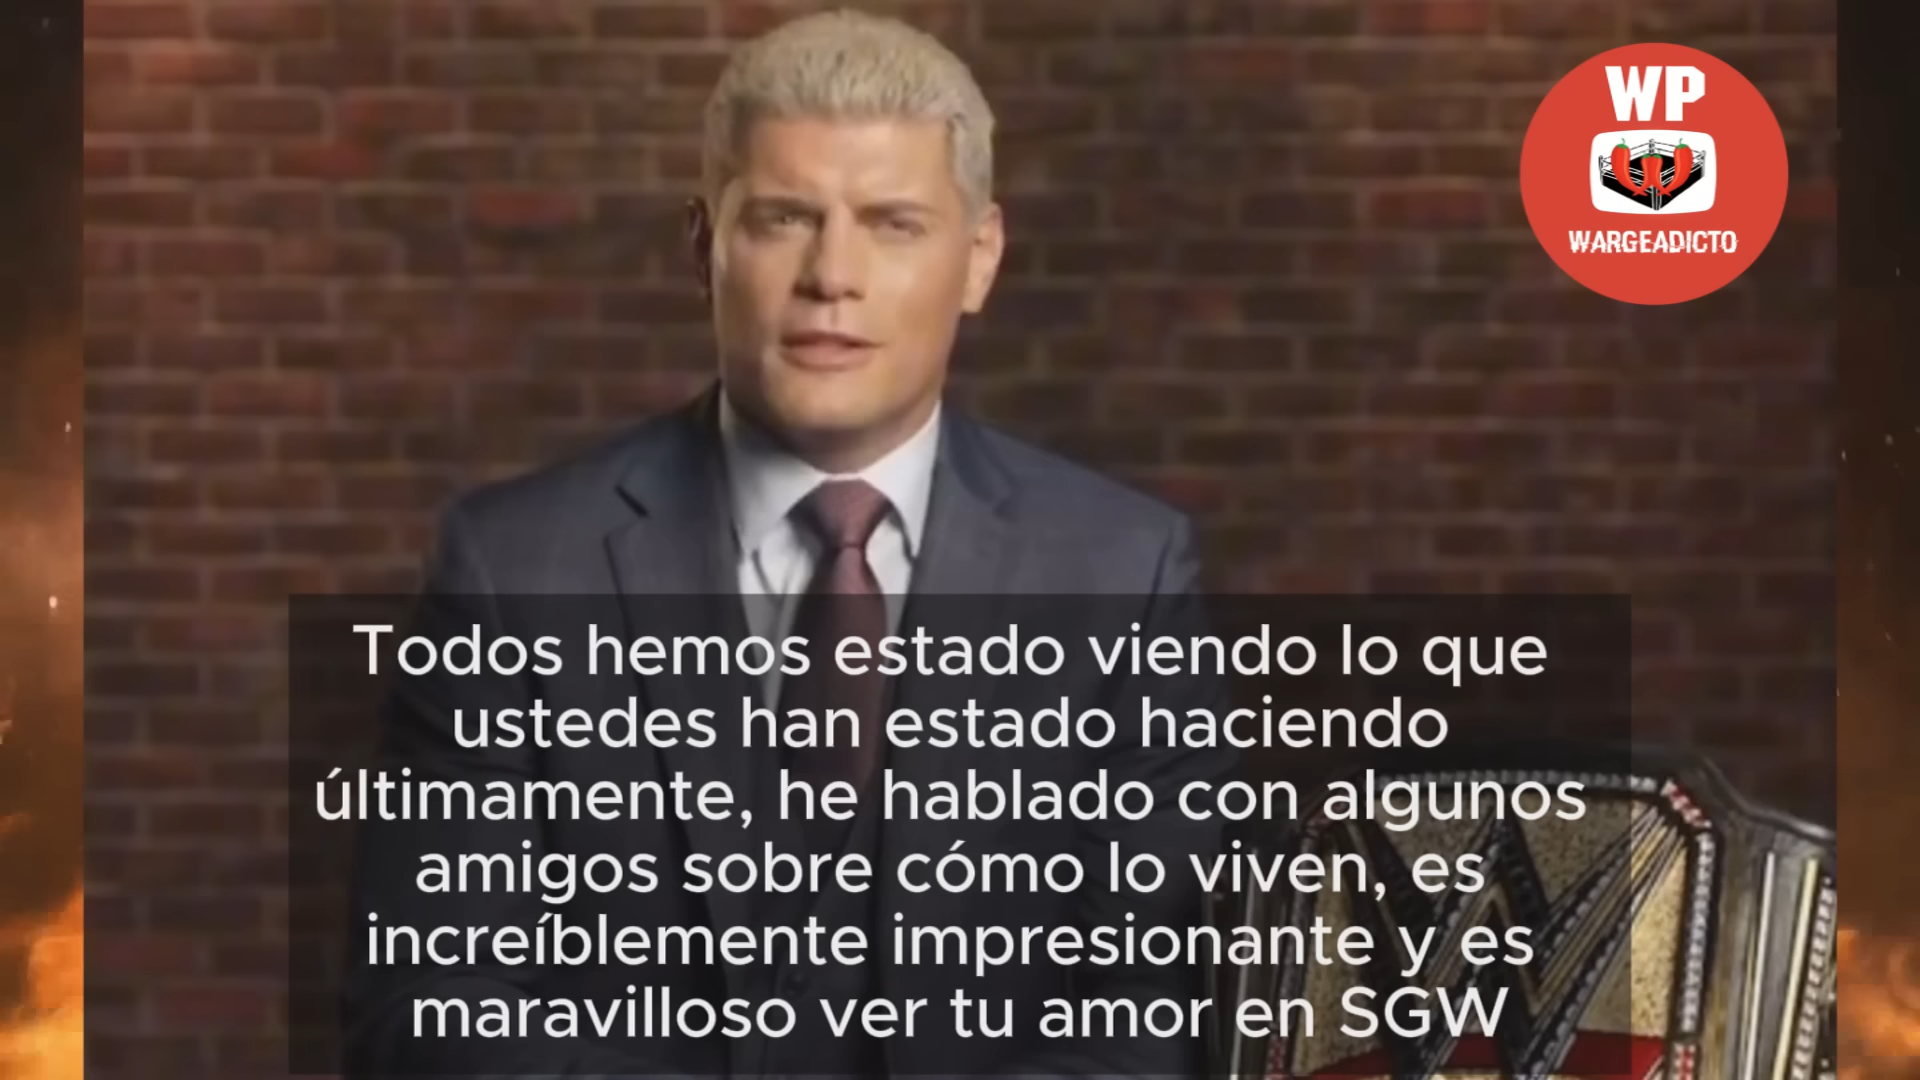 WP
WARGEADICTO
Todos hemos estado viendo lo que
ustedes han estado haciendo
últimamente, he hablado con algunos
amigos sobre cómo lo viven, es
increíblemente impresionante y es
maravilloso ver tu amor en SGW